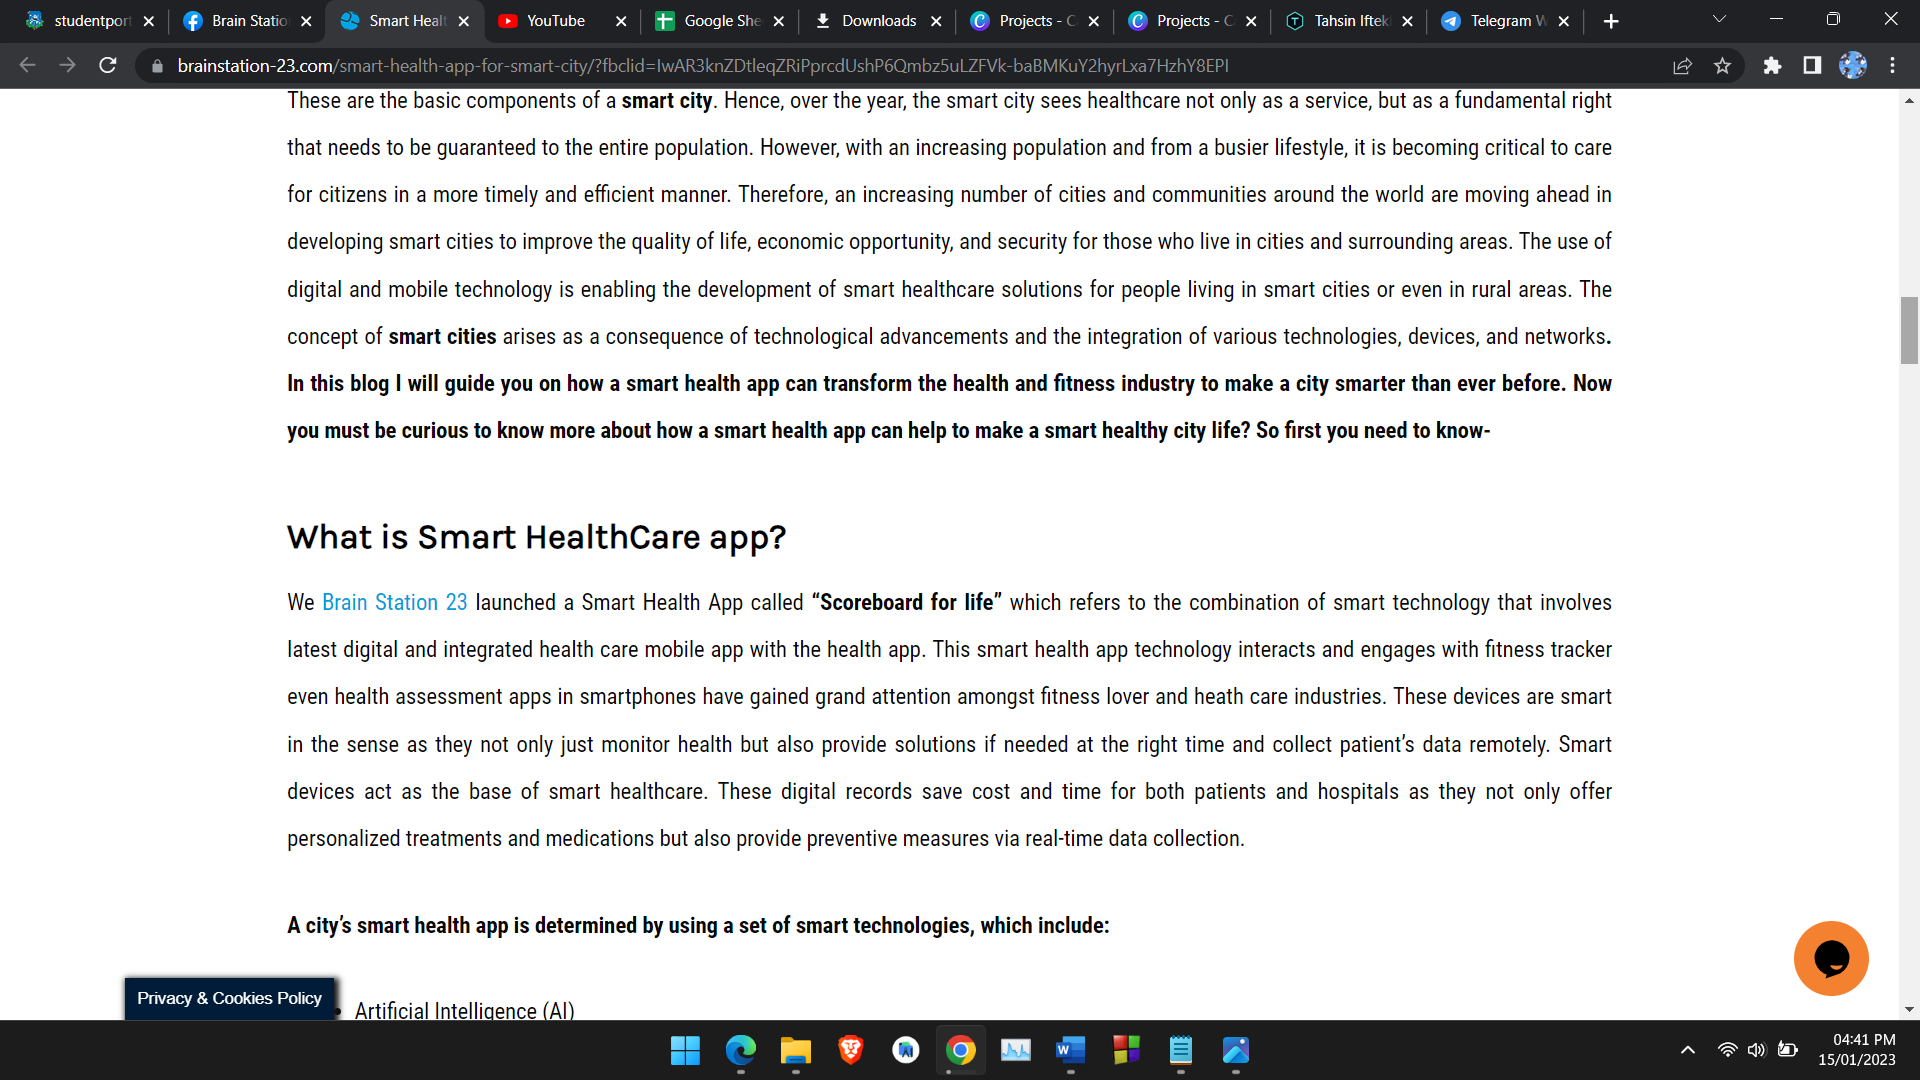 studentport
Brain Statio
Smart Healt
YouTube
Google She
Downloads
Projects - C
Projects - C
Tahsin Iftek
Telegram W
brainstation-23.com/smart-health-app-for-smart-city/?fbclid=IwAR3knZDtleqZRiPprcdUshP6Qmbz5uLZFVk-baBMKuY2hyrLxa7HzhY8EPI
These are the basic components of a smart city. Hence, over the year, the smart city sees healthcare not only as a service, but as a fundamental right
that needs to be guaranteed to the entire population. However, with an increasing population and from a busier lifestyle, it is becoming critical to care
for citizens in a more timely and efficient manner. Therefore, an increasing number of cities and communities around the world are moving ahead in
developing smart cities to improve the quality of life, economic opportunity, and security for those who live in cities and surrounding areas. The use of
digital and mobile technology is enabling the development of smart healthcare solutions for people living in smart cities or even in rural areas. The
concept of smart cities arises as a consequence of technological advancements and the integration of various technologies, devices, and networks.
In this blog I will guide you on how a smart health app can transform the health and fitness industry to make a city smarter than ever before. Now
you must be curious to know more about how a smart health app can help to make a smart healthy city life? So first you need to know-
What is Smart HealthCare app?
We Brain Station 23 launched a Smart Health App called “Scoreboard for life” which refers to the combination of smart technology that involves
latest digital and integrated health care mobile app with the health app. This smart health app technology interacts and engages with fitness tracker
even health assessment apps in smartphones have gained grand attention amongst fitness lover and heath care industries. These devices are smart
in the sense as they not only just monitor health but also provide solutions if needed at the right time and collect patient’s data remotely. Smart
devices act as the base of smart healthcare. These digital records save cost and time for both patients and hospitals as they not only offer
personalized treatments and medications but also provide preventive measures via real-time data collection.
A city’s smart health app is determined by using a set of smart technologies, which include:
Privacy & Cookies Policy
• Artificial Intelligence (AI)
04:41 PM
15/01/2023